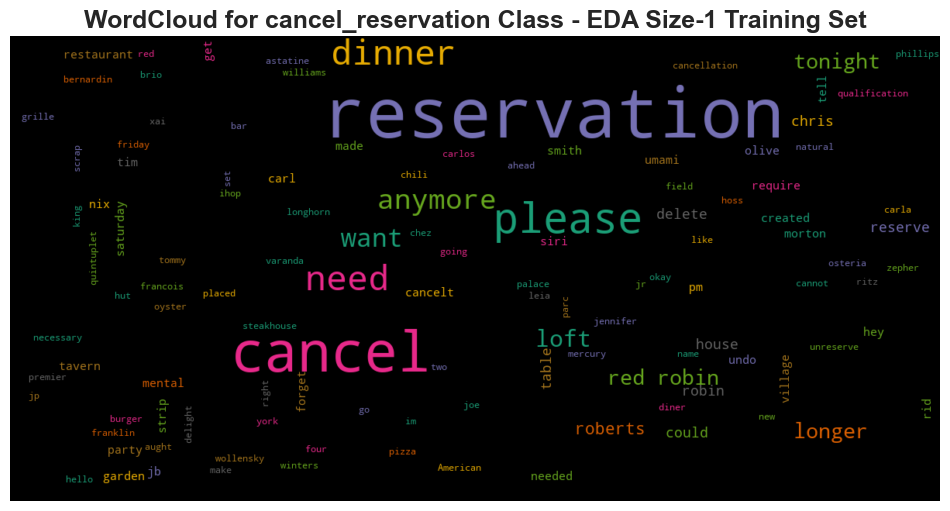 WordCloud for cancel_reservation Class - EDA Size-1 Training Set
restaurant red get dinner astatine williams cancellation tonight phillips
bernardin brio tell qualification
grille xai bar reservation chris
scrap friday tim made carlos ahead smith umami olive natural
set carl chili field require
nix ihop anymore delete hoss carla
king saturday longhorn chez please like created reserve
quintuplet want siri morton
tommy varanda going osteria zepher
hut francois placed need cancelt palace okay jr pm cannot ritz
oyster leia parc
necessary steakhouse jennifer hey
cancel loft mercury name house unreserve
tavern two table undo
premier mental right forget red robin robin village
jp strip delight go joe diner rid
burger york im new
franklin roberts could longer
party aught four pizza
hello garden jb make wollensky winters American needed